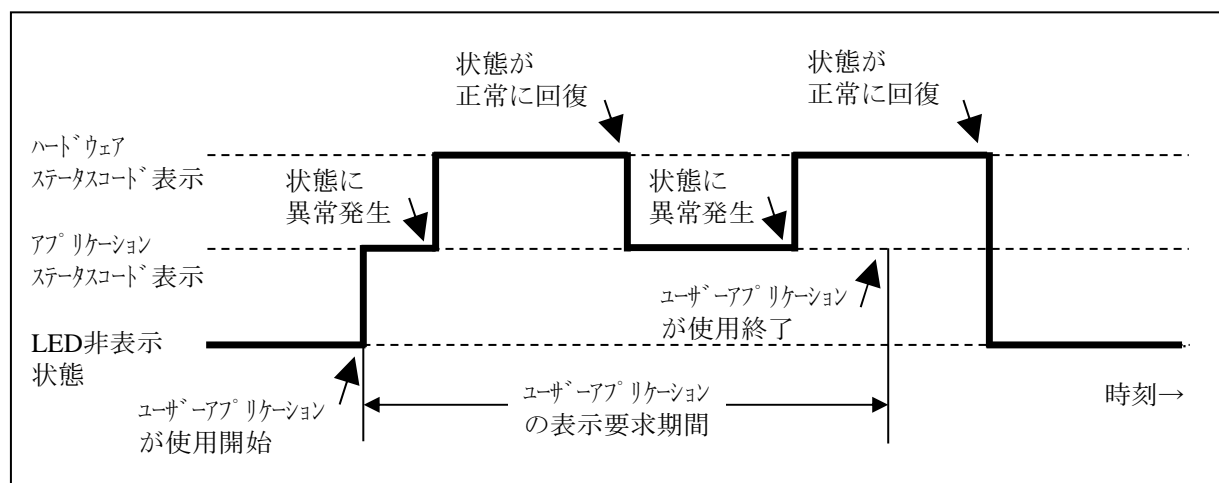 状態が
正常に回復
状態が
正常に回復
ﾊｰﾄﾞｳｪｱ
ｽﾃｰﾀｽｺｰﾄﾞ表示
状態に
異常発生
状態に
異常発生
ｱﾌﾟﾘｹｰｼｮﾝ
ｽﾃｰﾀｽｺｰﾄﾞ表示
ﾕｰｻﾞｰｱﾌﾟﾘｹｰｼｮﾝ
が使用終了
LED非表示
状態
ﾕｰｻﾞｰｱﾌﾟﾘｹｰｼｮﾝ
の表示要求期間
時刻→
ﾕｰｻﾞｰｱﾌﾟﾘｹｰｼｮﾝ
が使用開始